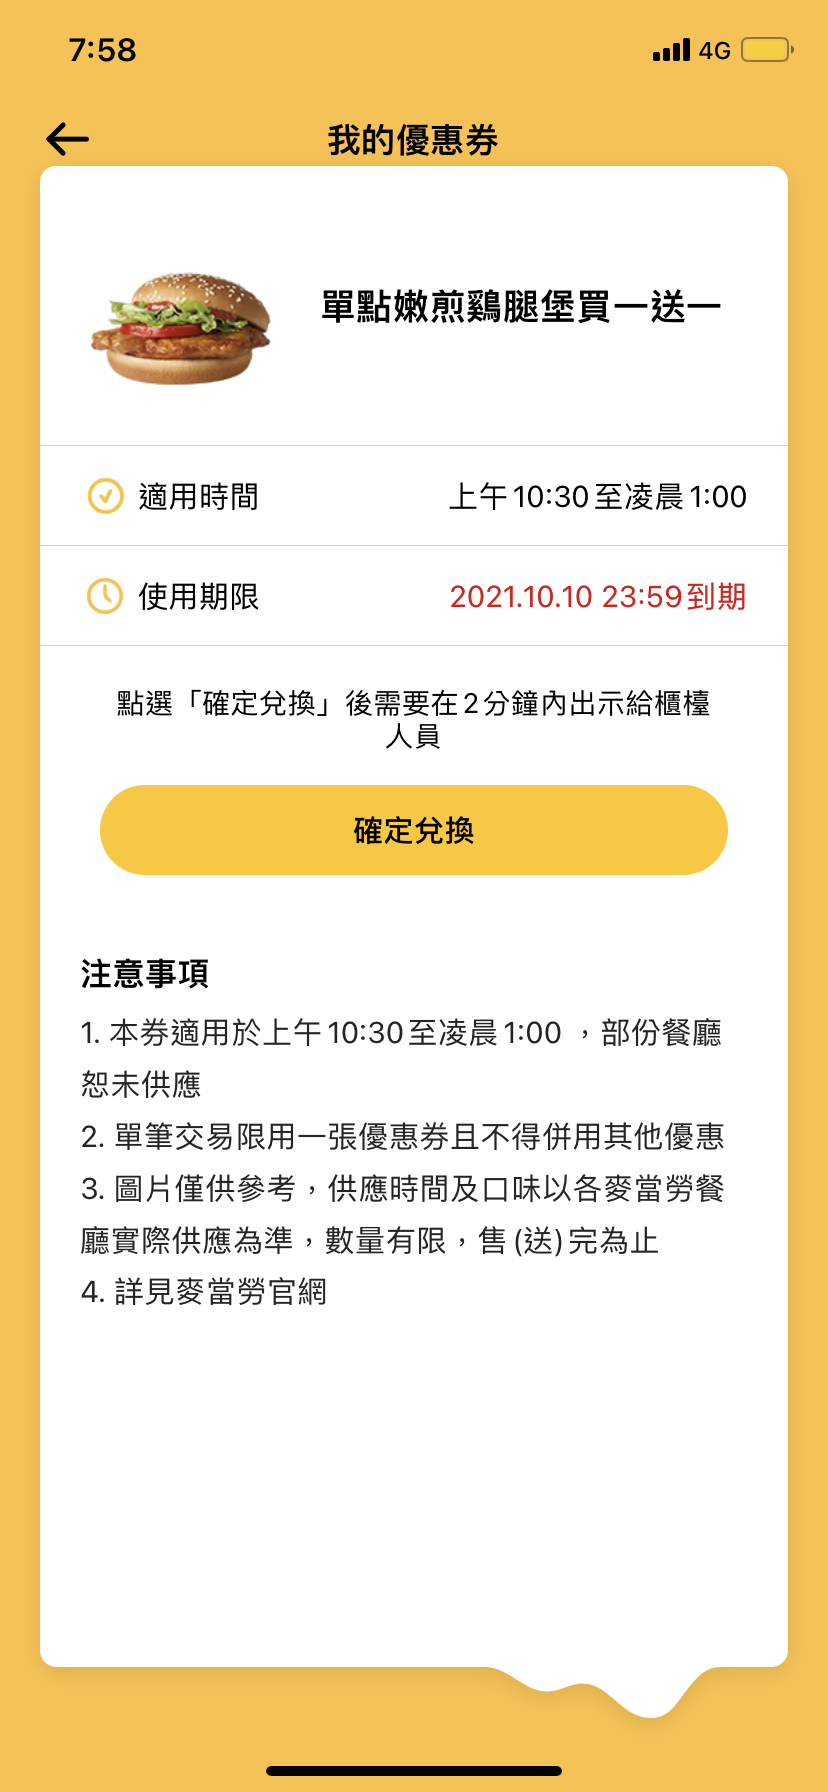 7:58
4G
我的優惠券
單點嫩煎鷄腿堡買一送一
適用時間
上午10:30至凌晨1:00
使用期限
2021.10.10 23:59到期
點選「確定兌換」後需要在2分鐘內出示給櫃檯
人員
確定兌換
注意事項
1. 本券適用於上午10:30至凌晨1:00 ，部份餐廳
恕未供應
2. 單筆交易限用一張優惠券且不得併用其他優惠
3. 圖片僅供參考，供應時間及口味以各麥當勞餐
廳實際供應為準，數量有限，售(送)完為止
4. 詳見麥當勞官網